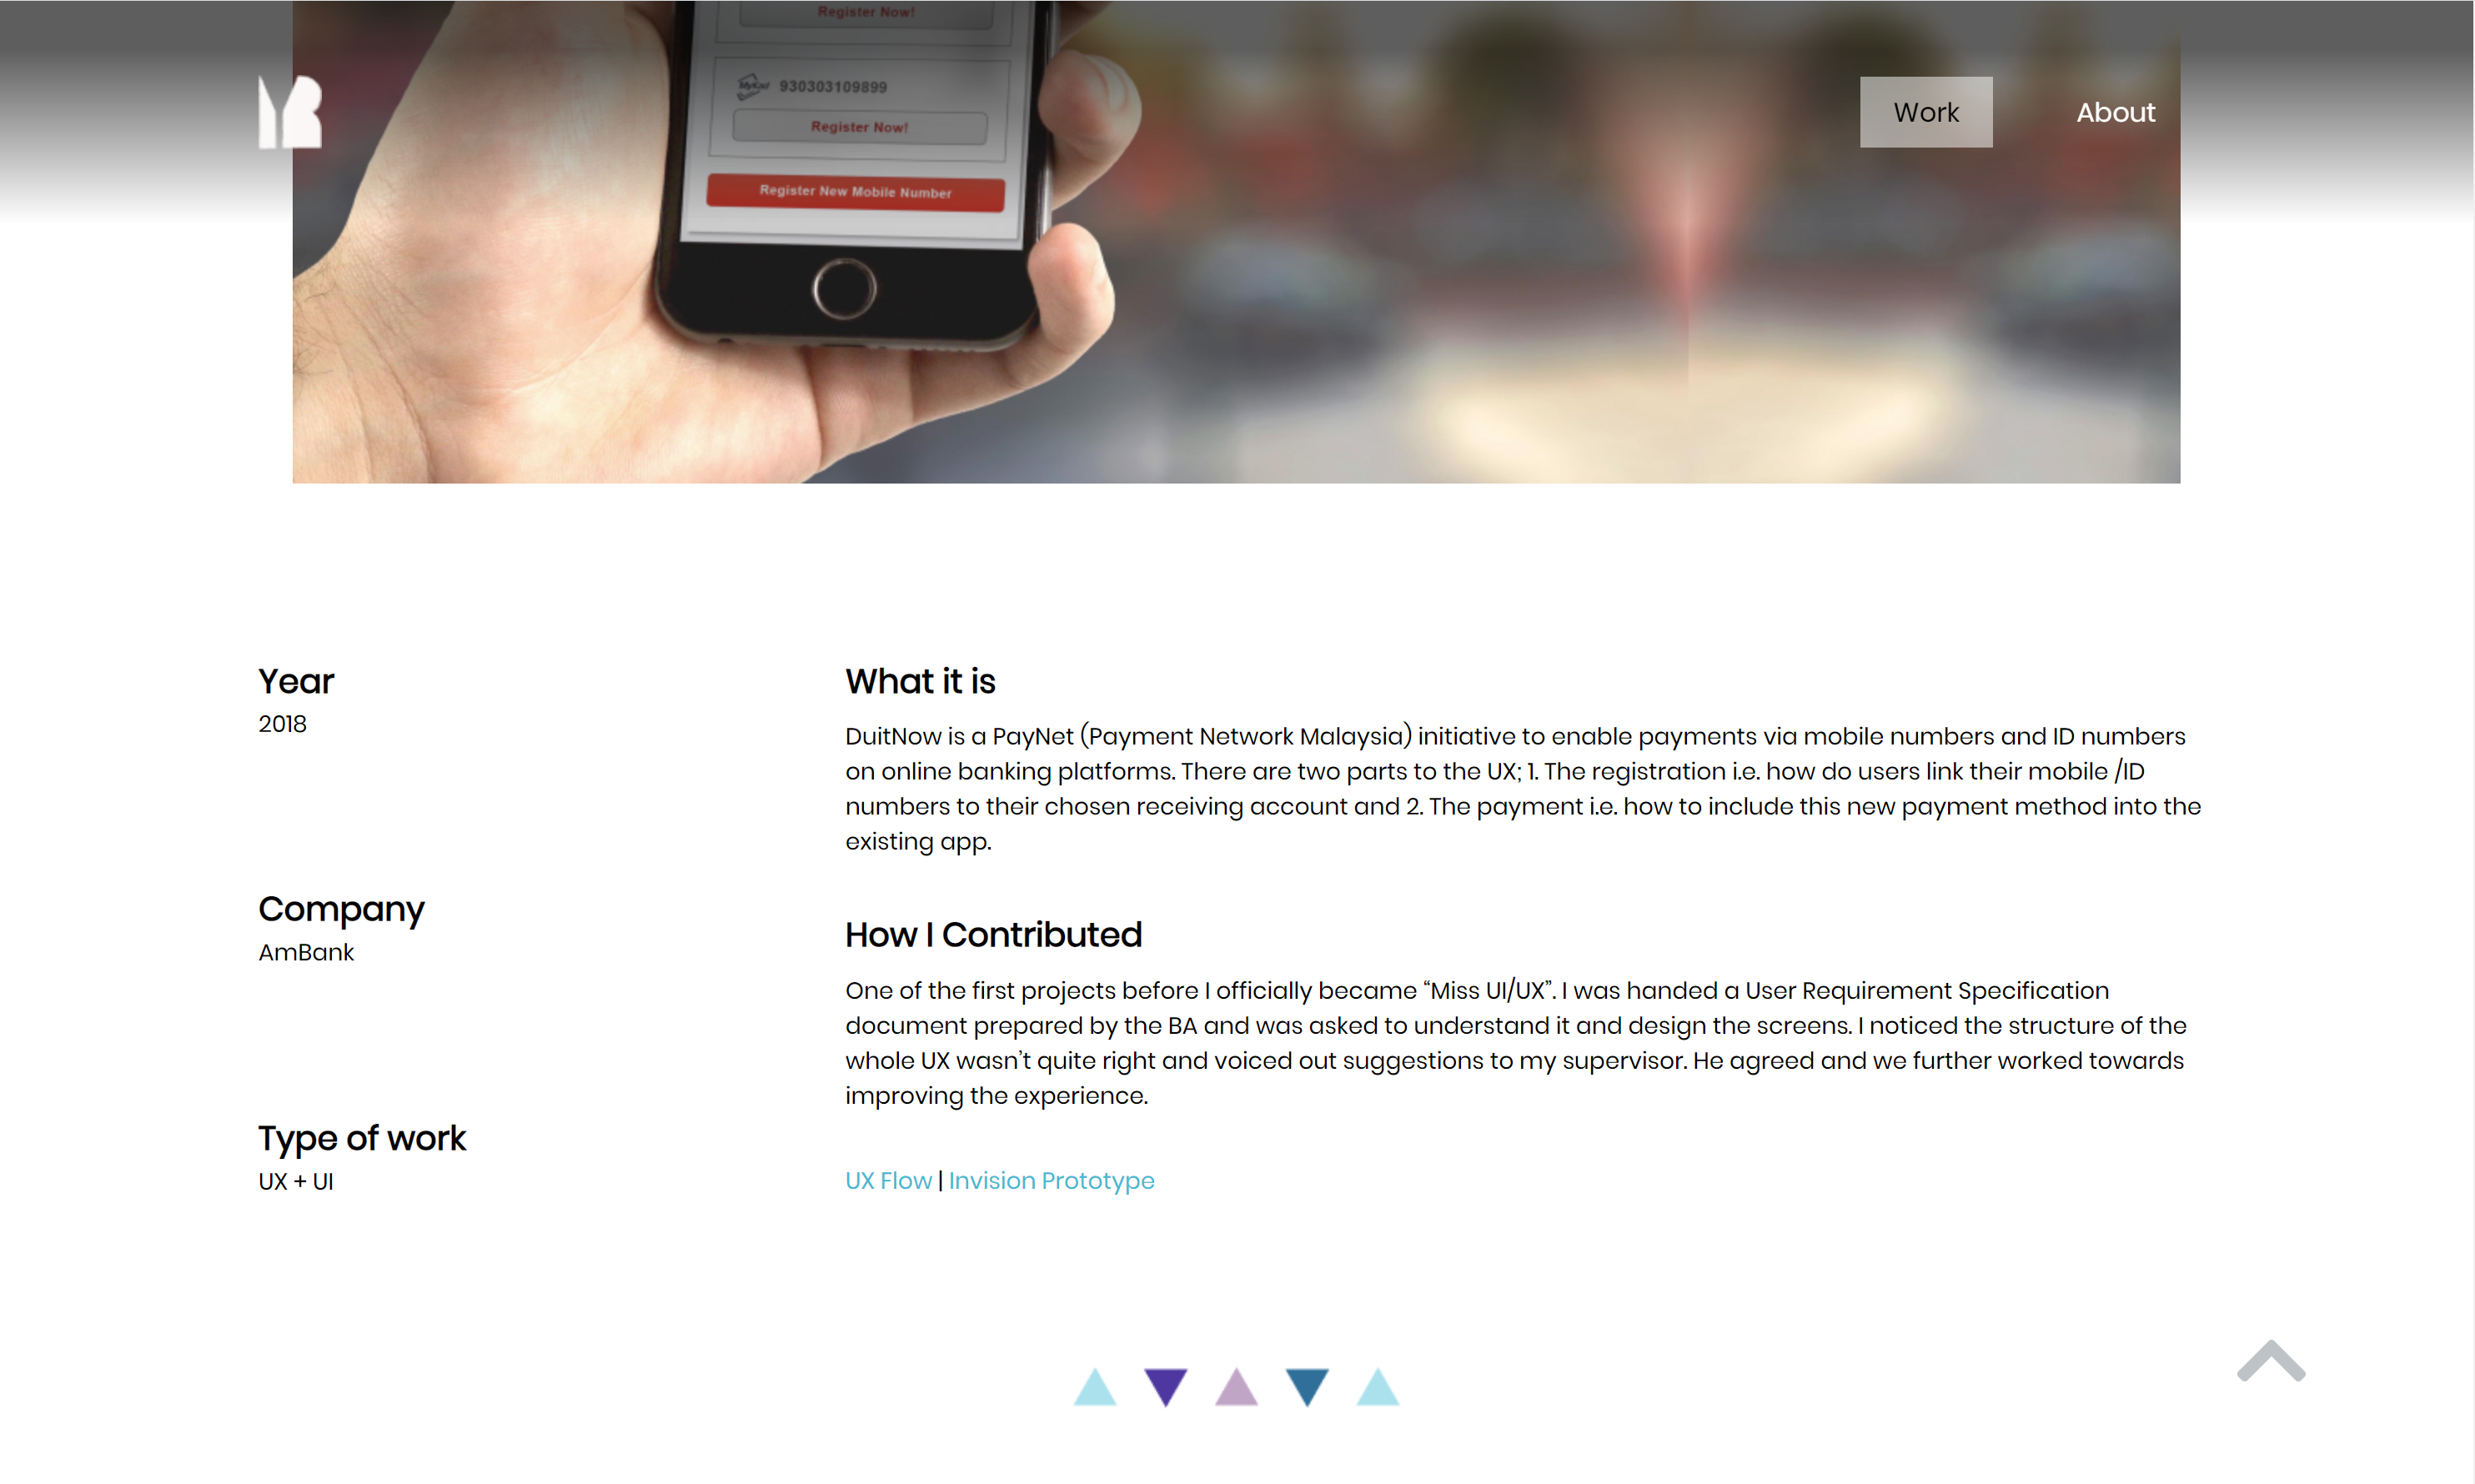 Register Now!
930303109899
Register Now!
Register New Mobile Number
Work
About
Year
2018
Company
AmBank
Type of work
UX + UI
What it is
DuitNow is a PayNet (Payment Network Malaysia) initiative to enable payments via mobile numbers and ID numbers
on online banking platforms. There are two parts to the UX; 1. The registration i.e. how do users link their mobile /ID
numbers to their chosen receiving account and 2. The payment i.e. how to include this new payment method into the
existing app.
How I Contributed
One of the first projects before I officially became “Miss UI/UX”. I was handed a User Requirement Specification
document prepared by the BA and was asked to understand it and design the screens. I noticed the structure of the
whole UX wasn’t quite right and voiced out suggestions to my supervisor. He agreed and we further worked towards
improving the experience.
UX Flow | Invision Prototype